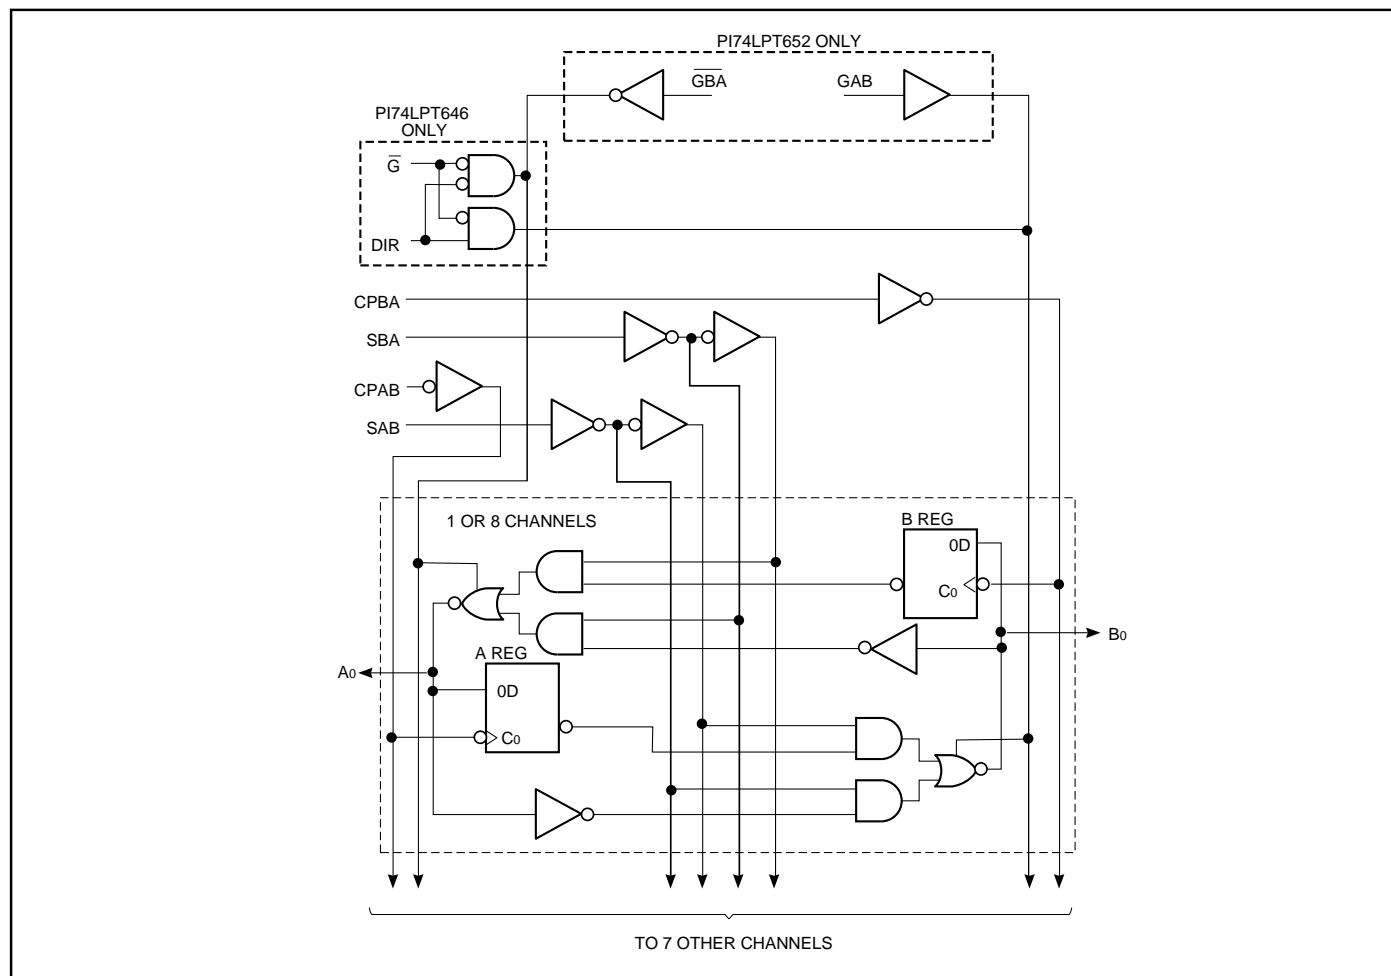 PI74LPT652 ONLY
GBA
GAB
PI74LPT646
ONLY
G
DIR
CPBA
SBA
CPAB
SAB
1 OR 8 CHANNELS
B REG
0D
C0
B0
A REG
A0
0D
C0
TO 7 OTHER CHANNELS